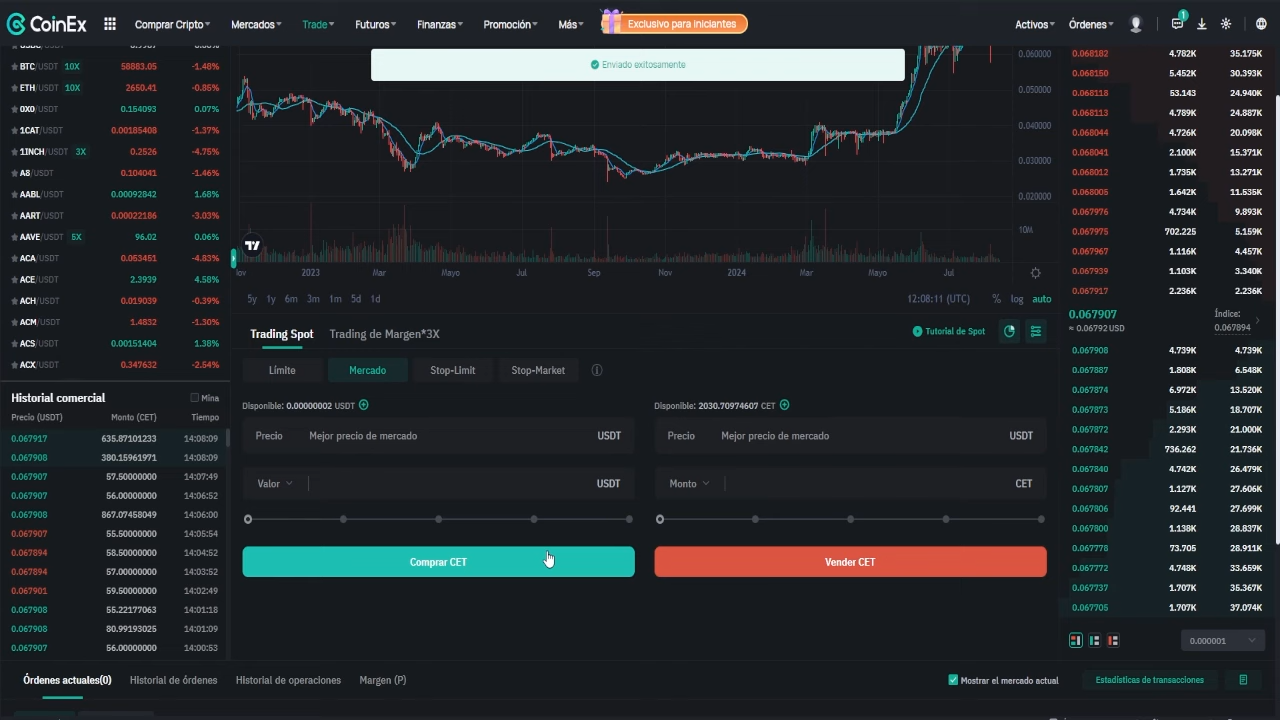 CoinEx Comprar Cripto Mercados Trade Futuros Finanzas Promoción Más Exclusivo para iniciantes Activos Órdenes 1
Enviado exitosamente
BTC/USDT 10X 58883.05 -1.48%
ETH/USDT 10X 2650.41 -0.85%
0X0/USDT 0.154093 0.07%
1CAT/USDT 0.00185408 -1.37%
1INCH/USDT 3X 0.2526 -4.75%
A8/USDT 0.104041 -1.46%
AABL/USDT 0.00092842 1.68%
AART/USDT 0.00022186 -3.03%
AAVE/USDT 5X 96.02 0.06%
ACA/USDT 0.053451 -4.83%
ACE/USDT 2.3939 4.58%
ACH/USDT 0.019039 -0.39%
ACM/USDT 1.4832 -1.30%
ACS/USDT 0.00151404 1.38%
ACX/USDT 0.347632 -2.54%
Historial comercial Mina
Precio (USDT) Monto (CET) Tiempo
0.067917 635.87101233 14:08:09
0.067908 380.15961971 14:08:09
0.067907 57.50000000 14:07:49
0.067907 56.00000000 14:06:52
0.067908 867.07458049 14:06:00
0.067907 55.50000000 14:05:54
0.067894 58.50000000 14:04:52
0.067894 57.00000000 14:03:52
0.067901 59.50000000 14:02:49
0.067908 55.22177063 14:01:18
0.067908 80.99193025 14:01:09
0.067907 56.00000000 14:00:53
0.060000
0.050000
0.040000
0.030000
0.020000
10M
Nov 2023 Mar Mayo Jul Sep Nov 2024 Mar Mayo Jul
5y 1y 6m 3m 1m 5d 1d 12:08:11 (UTC) % log auto
Trading Spot Trading de Margen*3X Tutorial de Spot
Límite Mercado Stop-Limit Stop-Market
Disponible: 0.00000002 USDT Disponible: 2030.70974607 CET
Precio Mejor precio de mercado USDT Precio Mejor precio de mercado USDT
Valor USDT Monto CET
Comprar CET Vender CET
0.068182 4.782K 35.175K
0.068150 5.452K 30.393K
0.068118 53.143 24.940K
0.068113 4.789K 24.887K
0.068044 4.726K 20.098K
0.068041 2.100K 15.371K
0.068012 1.735K 13.271K
0.068005 1.642K 11.535K
0.067976 4.734K 9.893K
0.067975 702.225 5.159K
0.067967 1.116K 4.457K
0.067939 1.103K 3.340K
0.067917 2.236K 2.236K
0.067907 Índice:
≈ 0.06792 USD 0.067894
0.067908 4.739K 4.739K
0.067887 1.808K 6.548K
0.067874 6.972K 13.520K
0.067873 5.186K 18.707K
0.067872 2.293K 21.000K
0.067842 736.262 21.736K
0.067840 4.742K 26.479K
0.067807 1.127K 27.606K
0.067806 92.441 27.699K
0.067800 1.138K 28.837K
0.067778 73.705 28.911K
0.067772 4.748K 33.659K
0.067737 1.707K 35.367K
0.067705 1.707K 37.074K
0.000001
Órdenes actuales(0) Historial de órdenes Historial de operaciones Margen (P) Mostrar el mercado actual Estadísticas de transacciones